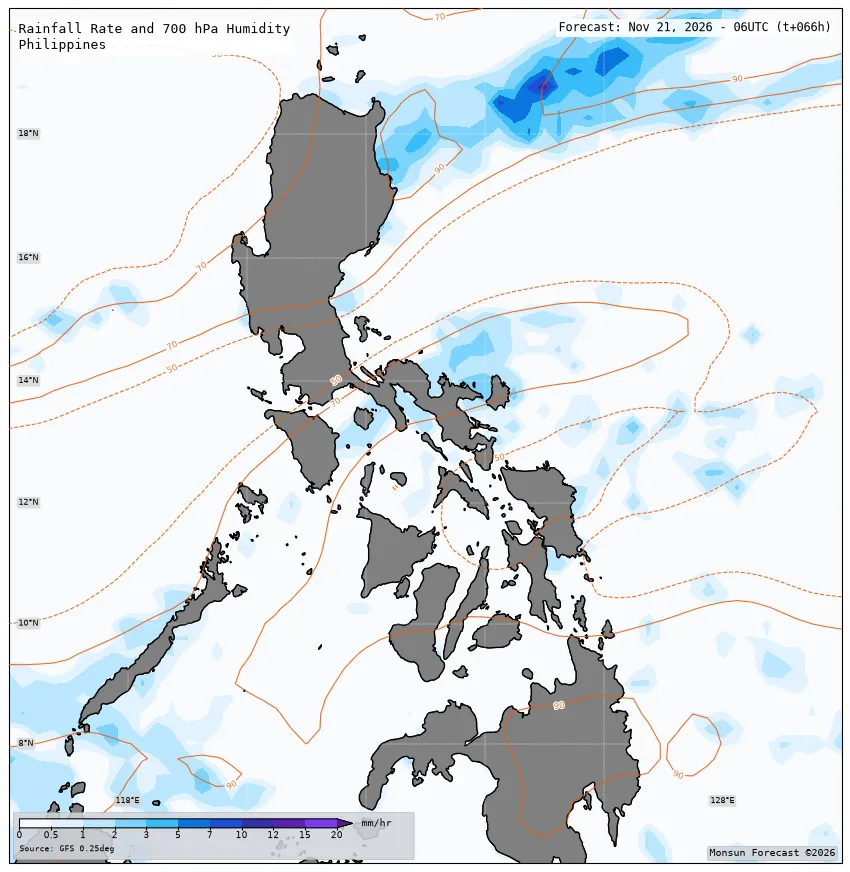 Rainfall Rate and 700 hPa Humidity
Philippines
Forecast: Nov 21, 2026 - 06UTC (t+066h)
70
90
18°N
90
16°N
70
70
50
14°N
50
70
50
12°N
10°N
90
8°N
90
90
118°E
128°E
0 0.5 1 2 3 5 7 10 12 15 20 mm/hr
Source: GFS 0.25deg
Monsun Forecast ©2026